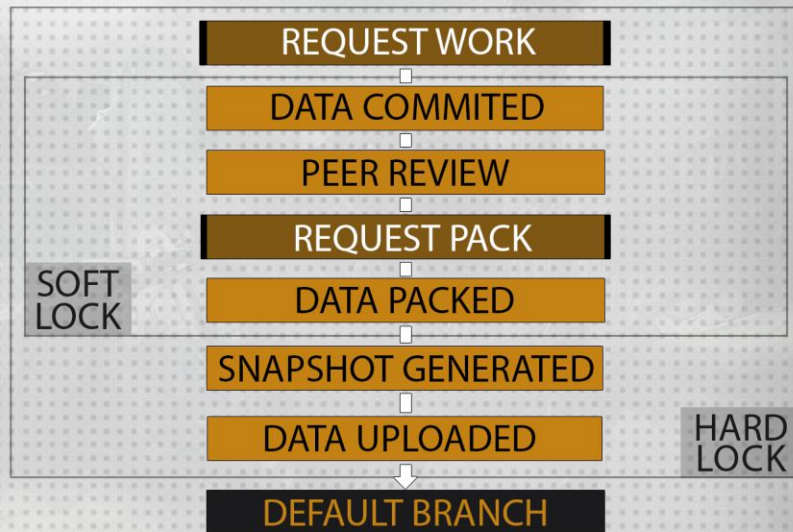 REQUEST WORK
DATA COMMITED
PEER REVIEW
REQUEST PACK
SOFT
LOCK
DATA PACKED
SNAPSHOT GENERATED
DATA UPLOADED
HARD
LOCK
DEFAULT BRANCH